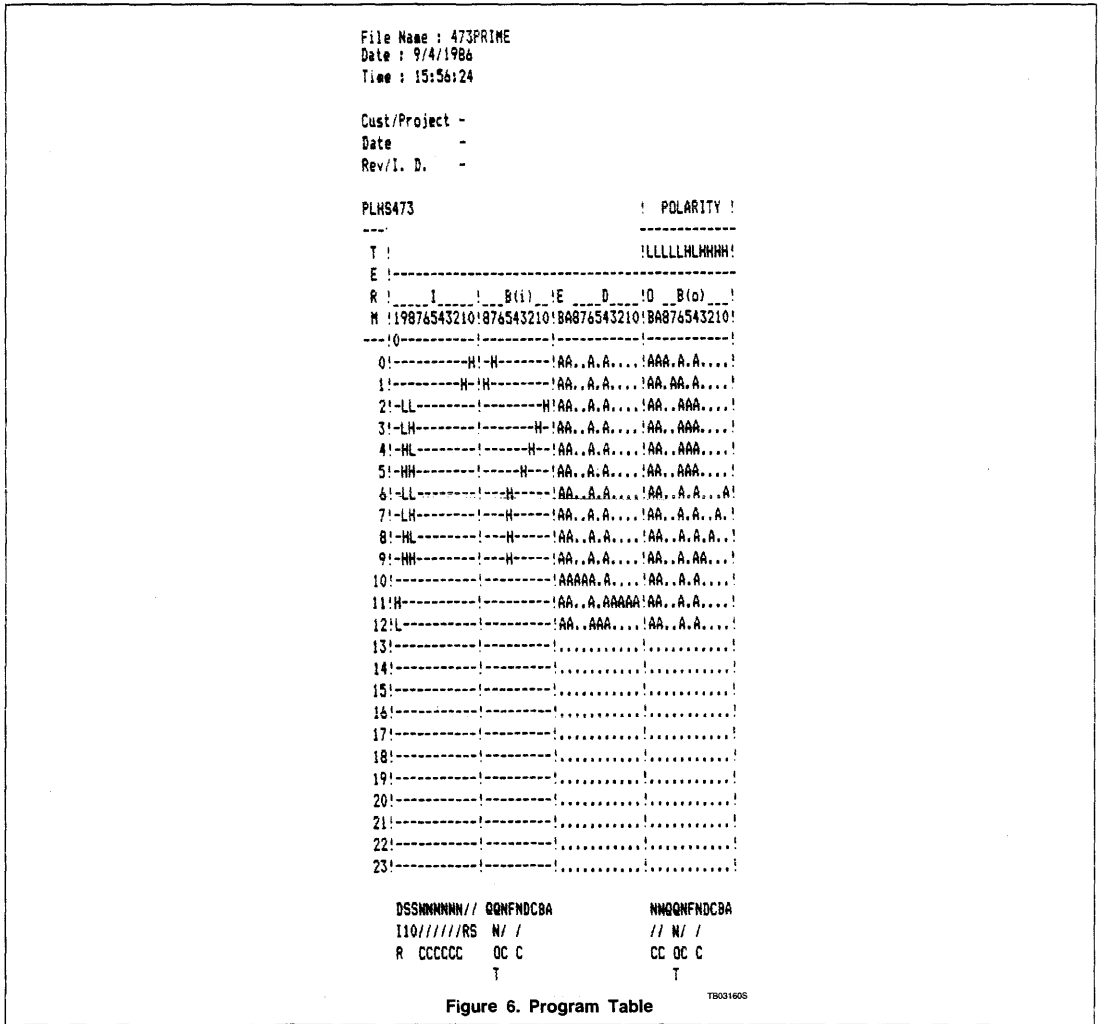 File Name : 473PRIME
Date : 9/4/1986
Time : 15:56:24
Cust/Project -
Date -
Rev/I. D. -
PLHS473 ! POLARITY !
---- -------------
T ! !LLLLLHLHHHH!
E !-----------------------------------------------
R !_____I_____!___B(i)__!E ____D____!O __B(o)___!
M !19876543210!876543210!BA876543210!BA876543210!
---!0----------!---------!-----------!-----------!
0!----------H!-H-------!AA..A.A....!AAA.A.A....!
1!---------H-!H--------!AA..A.A....!AA.AA.A....!
2!-LL--------!--------H!AA..A.A....!AA..AAA....!
3!-LH--------!-------H-!AA..A.A....!AA..AAA....!
4!-HL--------!------H--!AA..A.A....!AA..AAA....!
5!-HH--------!-----H---!AA..A.A....!AA..AAA....!
6!-LL--------!---H-----!AA..A.A....!AA..A.A...A!
7!-LH--------!---H-----!AA..A.A....!AA..A.A..A.!
8!-HL--------!---H-----!AA..A.A....!AA..A.A.A..!
9!-HH--------!---H-----!AA..A.A....!AA..A.AA...!
10!-----------!---------!AAAAA.A....!AA..A.A....!
11!H----------!---------!AA..A.AAAAA!AA..A.A....!
12!L----------!---------!AA..AAA....!AA..A.A....!
13!-----------!---------!...........!...........!
14!-----------!---------!...........!...........!
15!-----------!---------!...........!...........!
16!-----------!---------!...........!...........!
17!-----------!---------!...........!...........!
18!-----------!---------!...........!...........!
19!-----------!---------!...........!...........!
20!-----------!---------!...........!...........!
21!-----------!---------!...........!...........!
22!-----------!---------!...........!...........!
23!-----------!---------!...........!...........!
DSSNNNNNN// QQNFNDCBA NNQQNFNDCBA
I10//////RS N/ / // N/ /
R CCCCCC OC C CC OC C
T T
TB03160S
Figure 6. Program Table